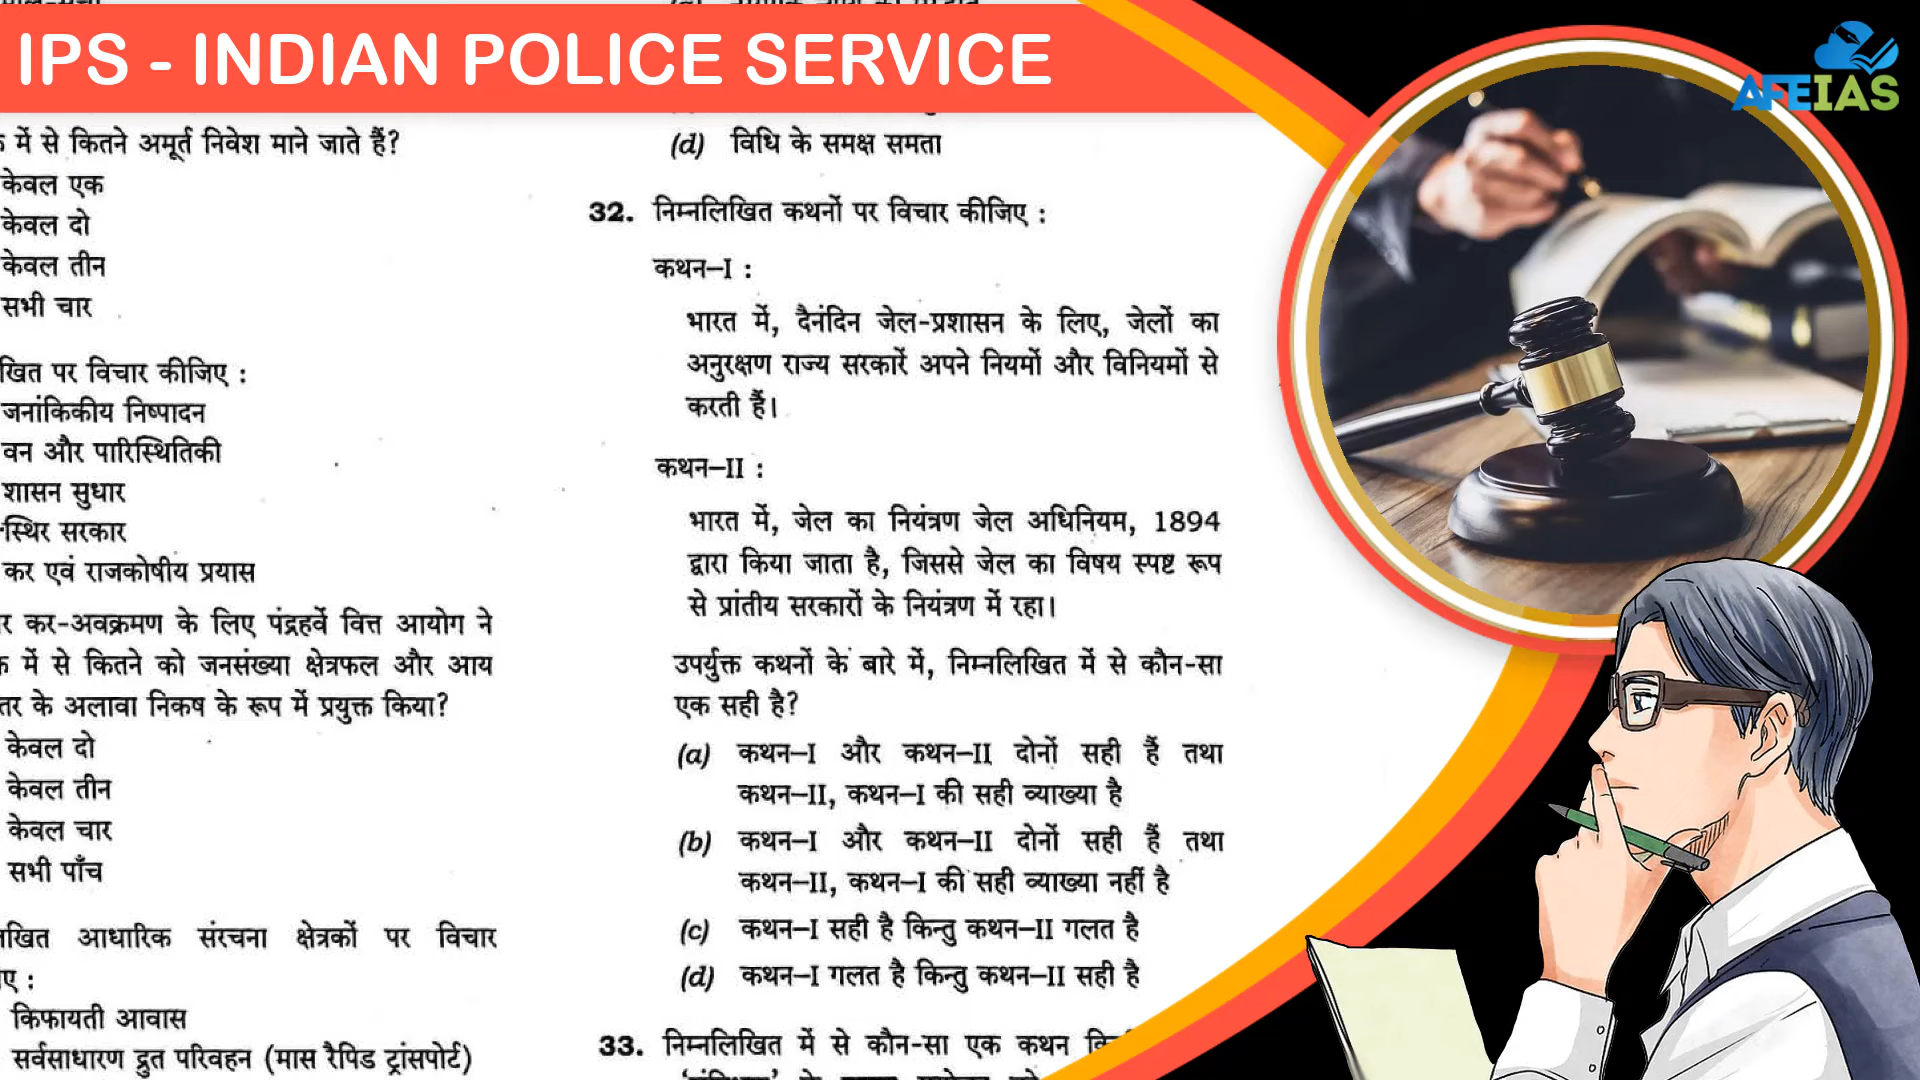 IPS - INDIAN POLICE SERVICE
AFEIAS
में से कितने अमूर्त निवेश माने जाते हैं?
केवल एक
केवल दो
केवल तीन
सभी चार
पर विचार कीजिए :
जनांकिकीय निष्पादन
वन और पारिस्थितिकी
शासन सुधार
स्थिर सरकार
कर एवं राजकोषीय प्रयास
कर-अवक्रमण के लिए पंद्रहवें वित्त आयोग ने
में से कितने को जनसंख्या क्षेत्रफल और आय
के अलावा निकष के रूप में प्रयुक्त किया?
केवल दो
केवल तीन
केवल चार
सभी पाँच
आधारिक संरचना क्षेत्रकों पर विचार
:
किफायती आवास
सर्वसाधारण द्रुत परिवहन (मास रैपिड ट्रांसपोर्ट)
(d) विधि के समक्ष समता
32. निम्नलिखित कथनों पर विचार कीजिए :
कथन–I :
भारत में, दैनंदिन जेल-प्रशासन के लिए, जेलों का
अनुरक्षण राज्य सरकारें अपने नियमों और विनियमों से
करती हैं।
कथन–II :
भारत में, जेल का नियंत्रण जेल अधिनियम, 1894
द्वारा किया जाता है, जिससे जेल का विषय स्पष्ट रूप
से प्रांतीय सरकारों के नियंत्रण में रहा।
उपर्युक्त कथनों के बारे में, निम्नलिखित में से कौन-सा
एक सही है?
(a) कथन–I और कथन–II दोनों सही हैं तथा
कथन–II, कथन–I की सही व्याख्या है
(b) कथन–I और कथन–II दोनों सही हैं तथा
कथन–II, कथन–I की सही व्याख्या नहीं है
(c) कथन–I सही है किन्तु कथन–II गलत है
(d) कथन–I गलत है किन्तु कथन–II सही है
33. निम्नलिखित में से कौन-सा एक कथन